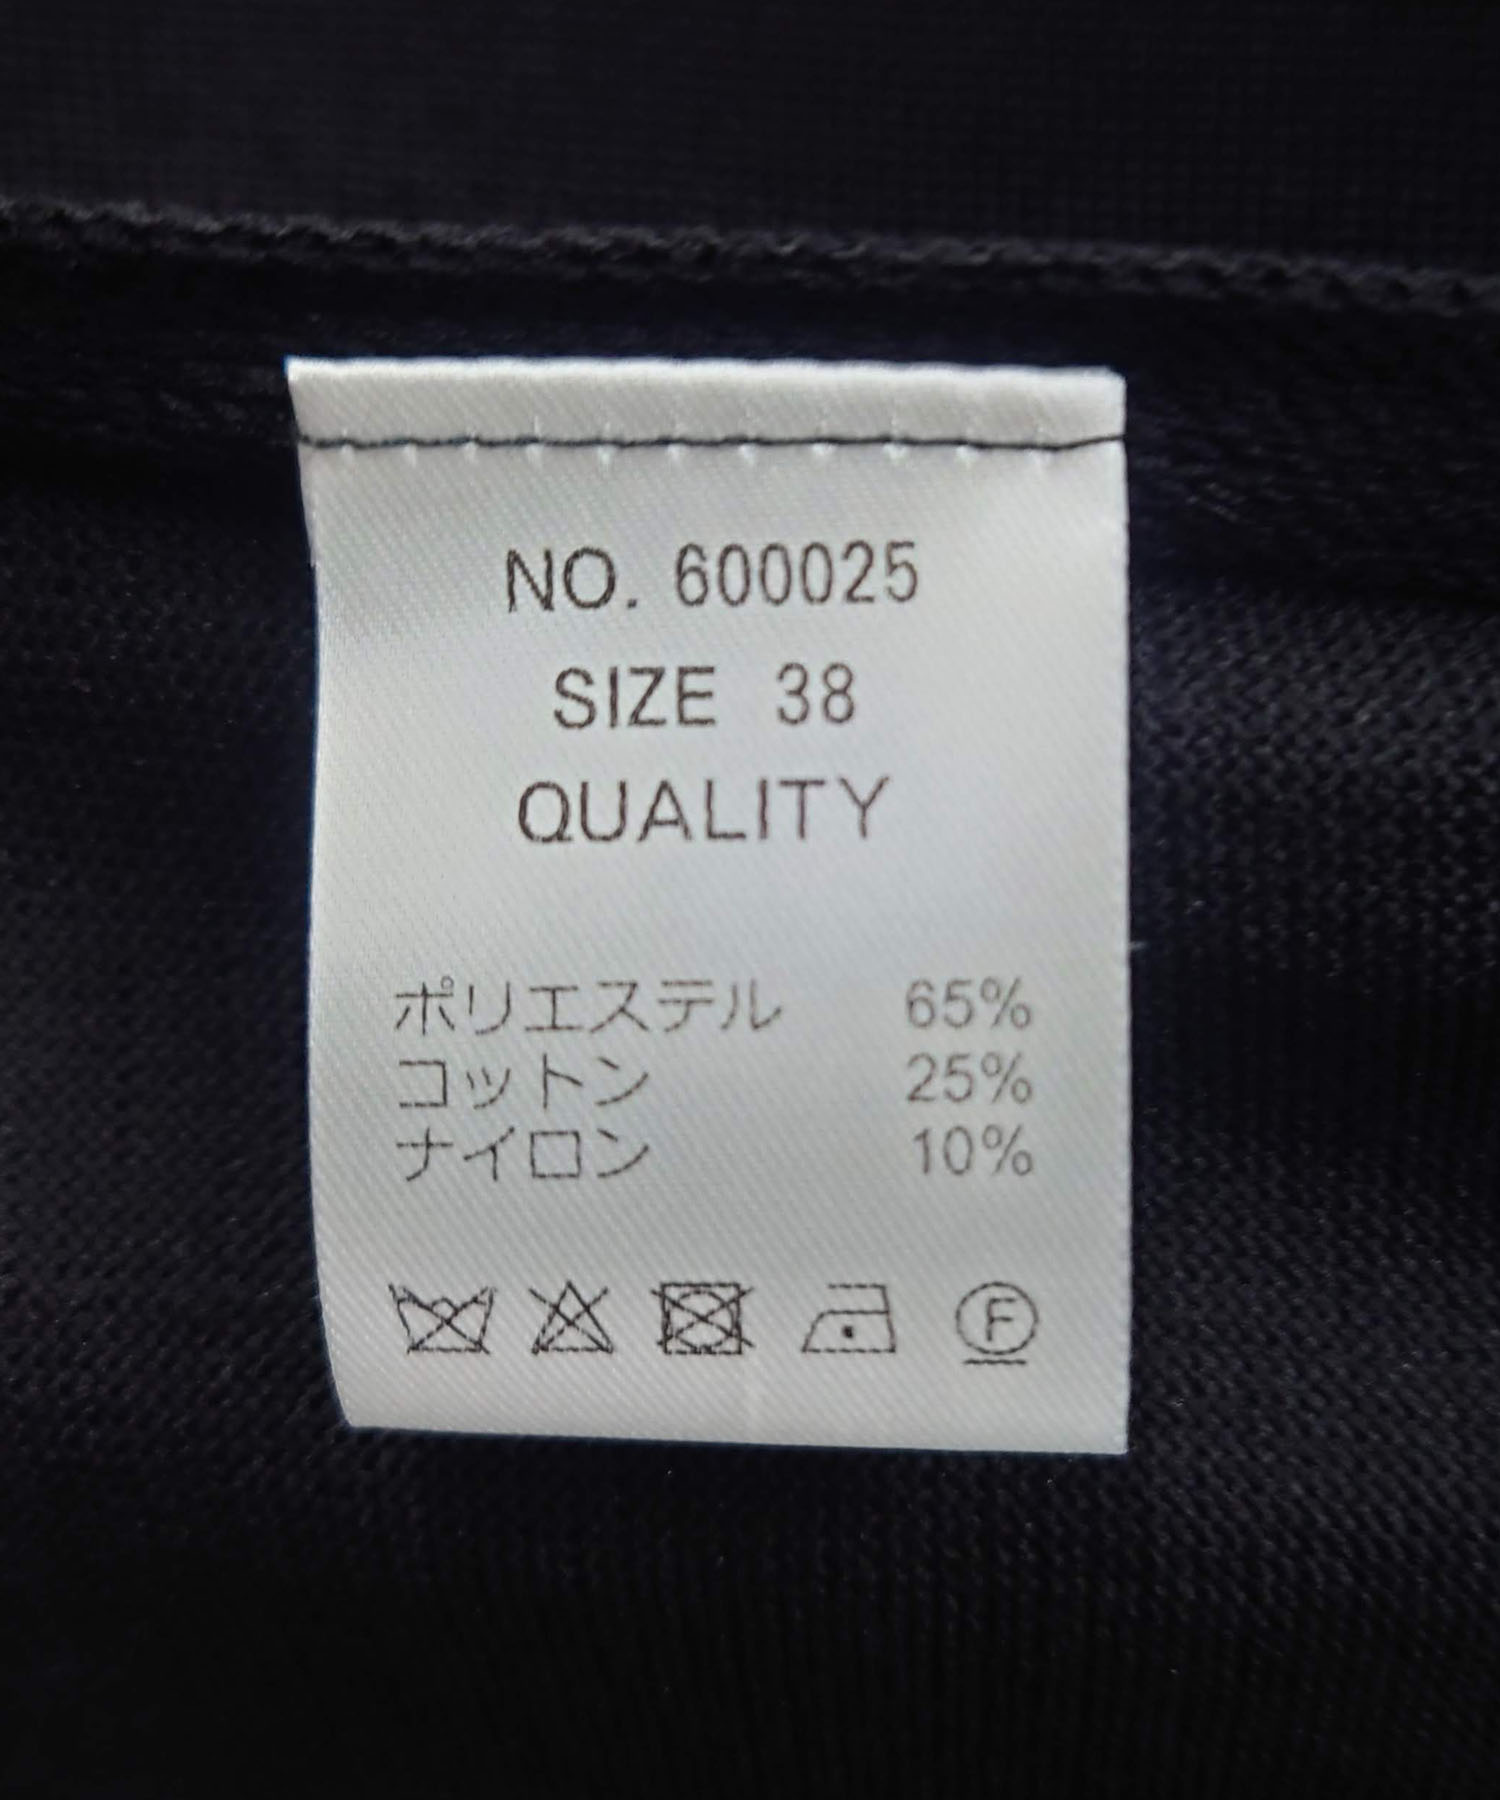 NO. 600025
SIZE 38
QUALITY
ポリエステル 65%
コットン 25%
ナイロン 10%
F